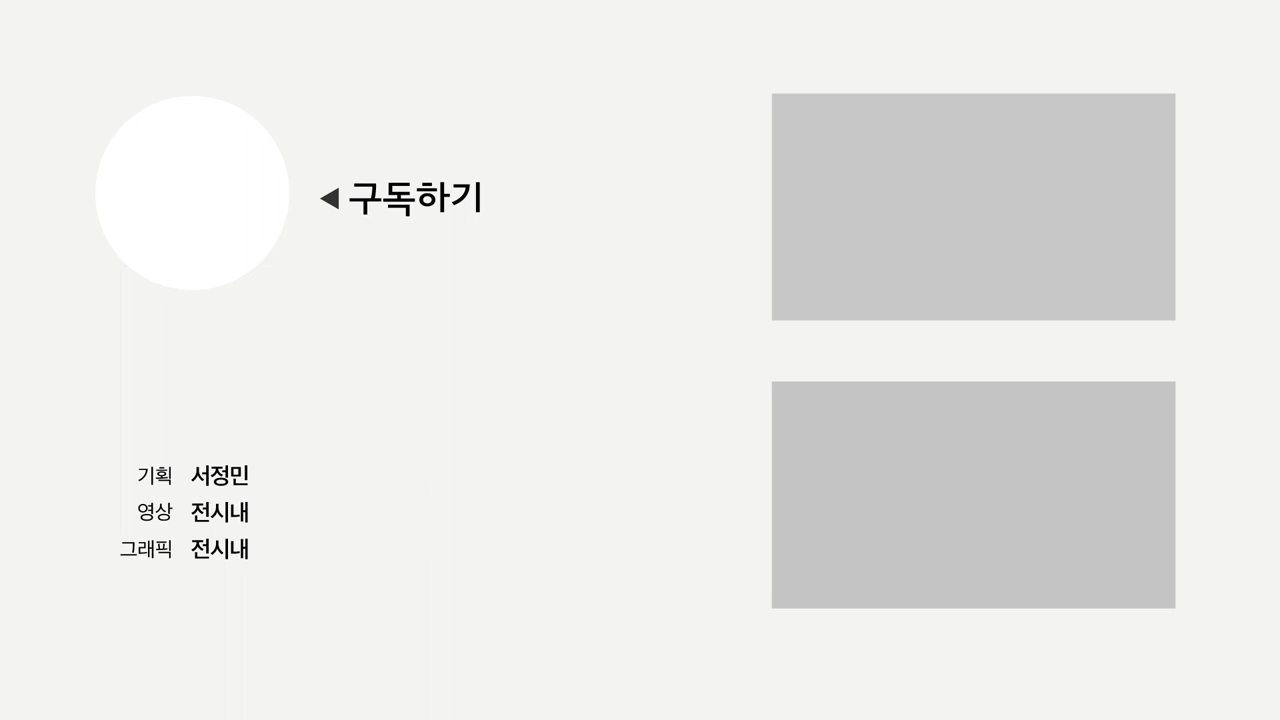 ◀ 구독하기
기획 서정민
영상 전시내
그래픽 전시내